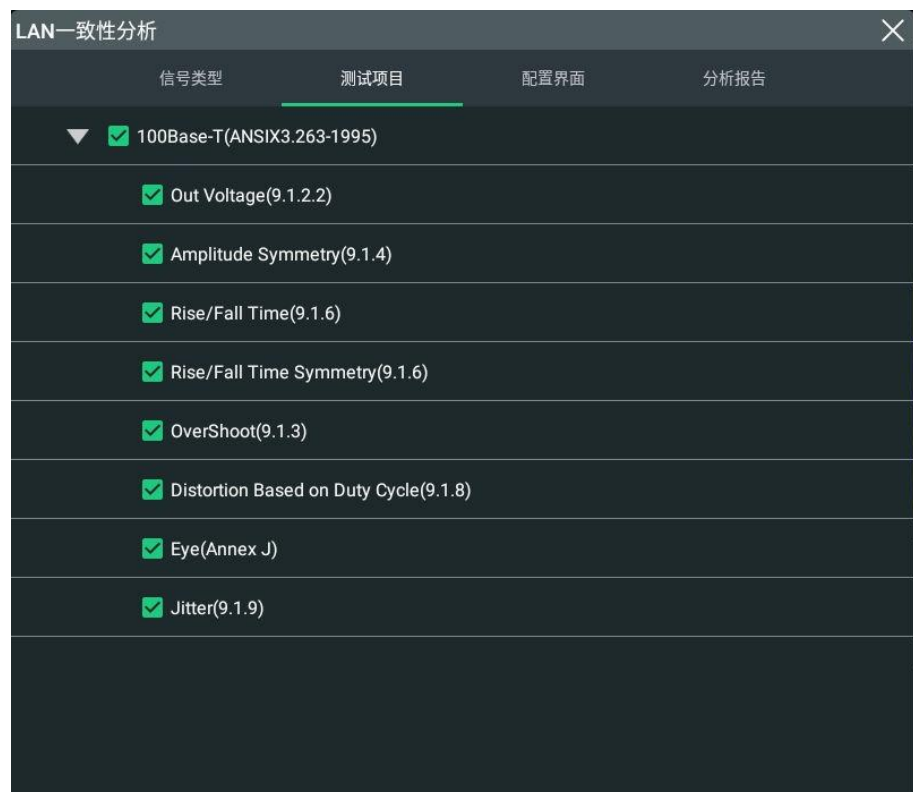 LAN一致性分析
信号类型 测试项目 配置界面 分析报告
100Base-T(ANSIX3.263-1995)
Out Voltage(9.1.2.2)
Amplitude Symmetry(9.1.4)
Rise/Fall Time(9.1.6)
Rise/Fall Time Symmetry(9.1.6)
OverShoot(9.1.3)
Distortion Based on Duty Cycle(9.1.8)
Eye(Annex J)
Jitter(9.1.9)